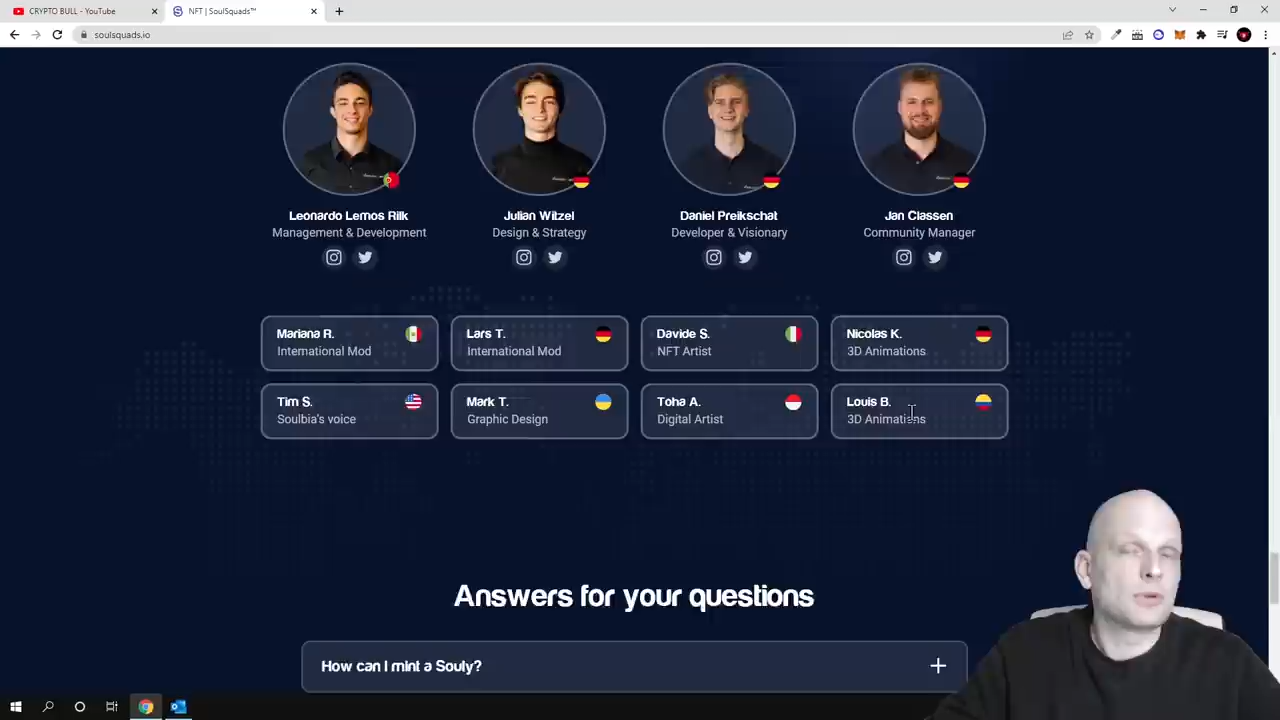 CRYPTO BULL - YouTube
NFT | SoulSquads™
soulsquads.io
Leonardo Lemos Rilk
Management & Development
Julian Witzel
Design & Strategy
Daniel Preikschat
Developer & Visionary
Jan Classen
Community Manager
Mariana R.
International Mod
Lars T.
International Mod
Davide S.
NFT Artist
Nicolas K.
3D Animations
Tim S.
Soulbia's voice
Mark T.
Graphic Design
Toha A.
Digital Artist
Louis B.
3D Animations
Answers for your questions
How can I mint a Souly?